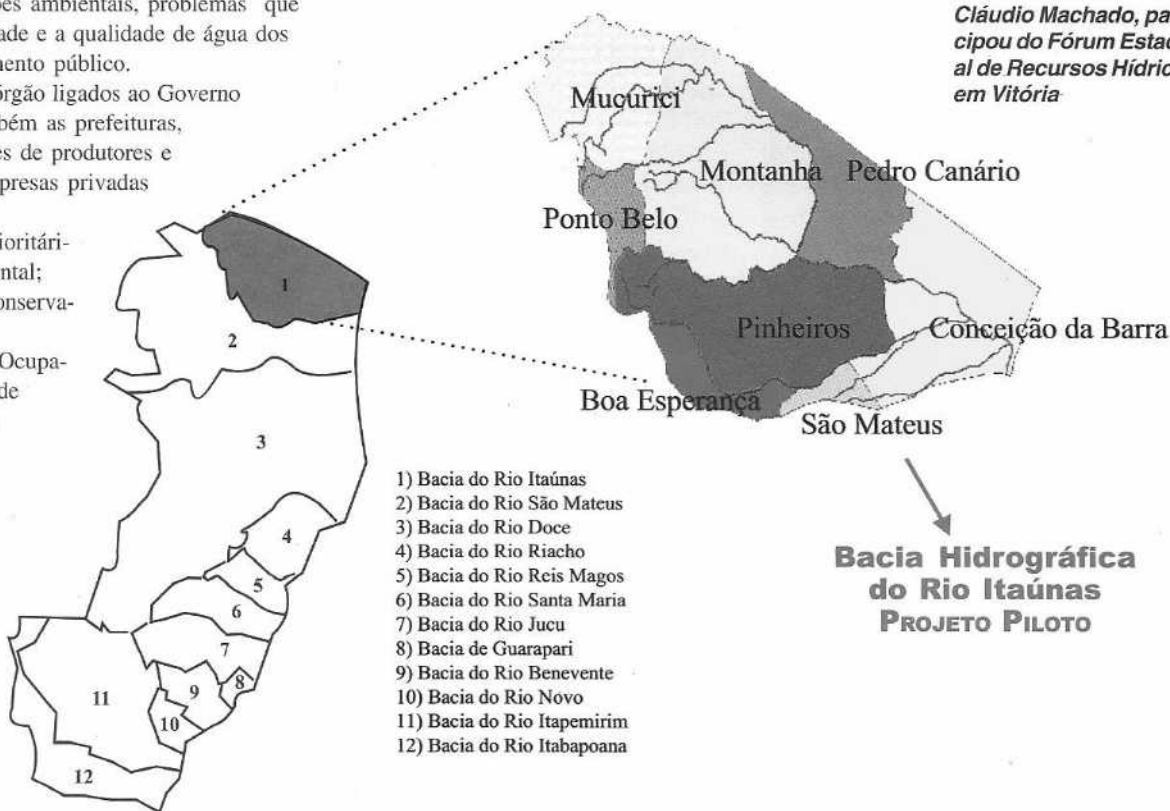 ões ambientais, problemas que
ade e a qualidade de água dos
mento público.
órgão ligados ao Governo
bém as prefeituras,
es de produtores e
presas privadas
ioritári-
ental;
onserva-
Ocupa-
de
Cláudio Machado, pa
cipou do Fórum Estad
al de Recursos Hídric
em Vitória
Mucurici
Montanha
Pedro Canário
Ponto Belo
Pinheiros
Conceição da Barra
Boa Esperança
São Mateus
1
2
3
4
5
6
7
8
9
10
11
12
1) Bacia do Rio Itaúnas
2) Bacia do Rio São Mateus
3) Bacia do Rio Doce
4) Bacia do Rio Riacho
5) Bacia do Rio Reis Magos
6) Bacia do Rio Santa Maria
7) Bacia do Rio Jucu
8) Bacia de Guarapari
9) Bacia do Rio Benevente
10) Bacia do Rio Novo
11) Bacia do Rio Itapemirim
12) Bacia do Rio Itabapoana
Bacia Hidrográfica
do Rio Itaúnas
PROJETO PILOTO